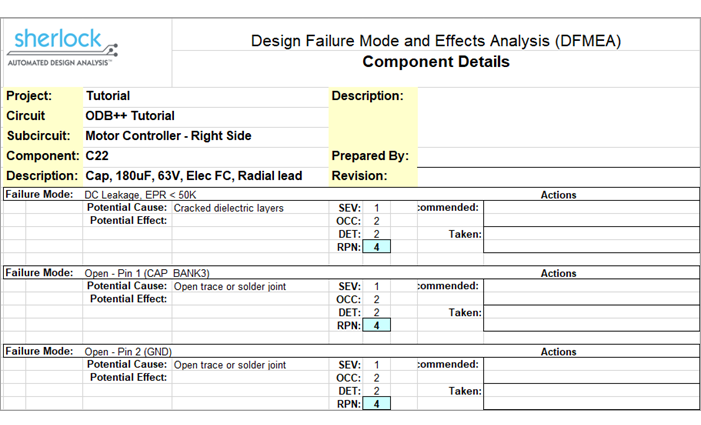 sherlock
AUTOMATED DESIGN ANALYSIS™
Design Failure Mode and Effects Analysis (DFMEA)
Component Details
Project: Tutorial Description:
Circuit ODB++ Tutorial
Subcircuit: Motor Controller - Right Side
Component: C22 Prepared By:
Description: Cap, 180uF, 63V, Elec FC, Radial lead Revision:
Failure Mode: DC Leakage, EPR < 50K Actions
Potential Cause: Cracked dielectric layers SEV: 1 commended:
Potential Effect: OCC: 2
DET: 2 Taken:
RPN: 4
Failure Mode: Open - Pin 1 (CAP_BANK3) Actions
Potential Cause: Open trace or solder joint SEV: 1 commended:
Potential Effect: OCC: 2
DET: 2 Taken:
RPN: 4
Failure Mode: Open - Pin 2 (GND) Actions
Potential Cause: Open trace or solder joint SEV: 1 commended:
Potential Effect: OCC: 2
DET: 2 Taken:
RPN: 4